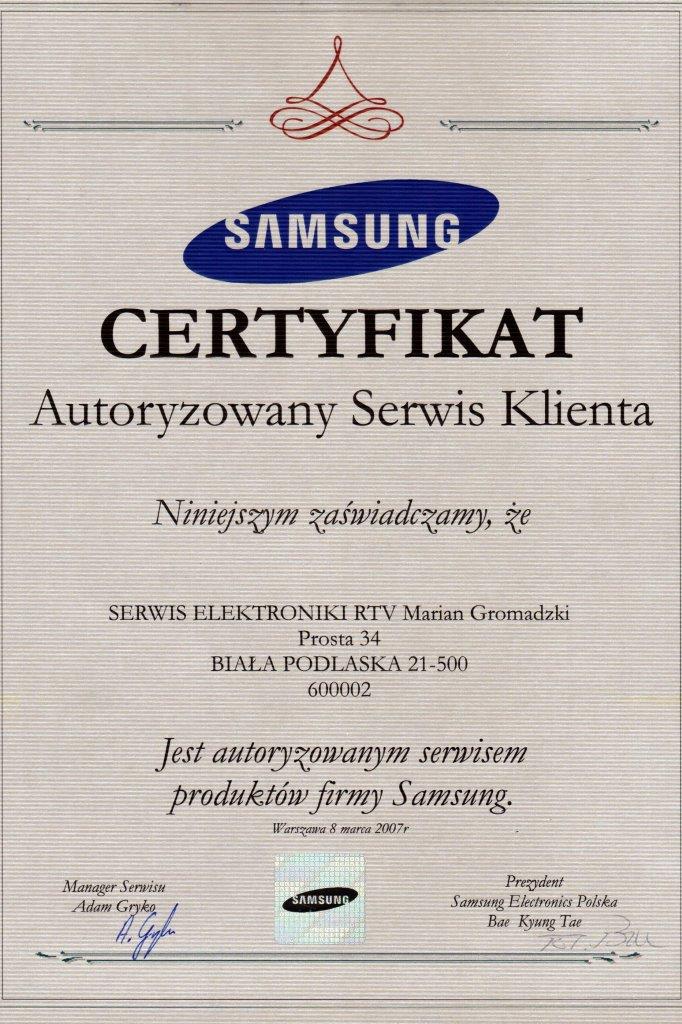 SAMSUNG
CERTYFIKAT
Autoryzowany Serwis Klienta
Niniejszym zaświadczamy, że
SERWIS ELEKTRONIKI RTV Marian Gromadzki
Prosta 34
BIAŁA PODLASKA 21-500
600002
Jest autoryzowanym serwisem
produktów firmy Samsung.
Warszawa 8 marca 2007r
Manager Serwisu
Adam Gryko
SAMSUNG
Prezydent
Samsung Electronics Polska
Bae Kyung Tae